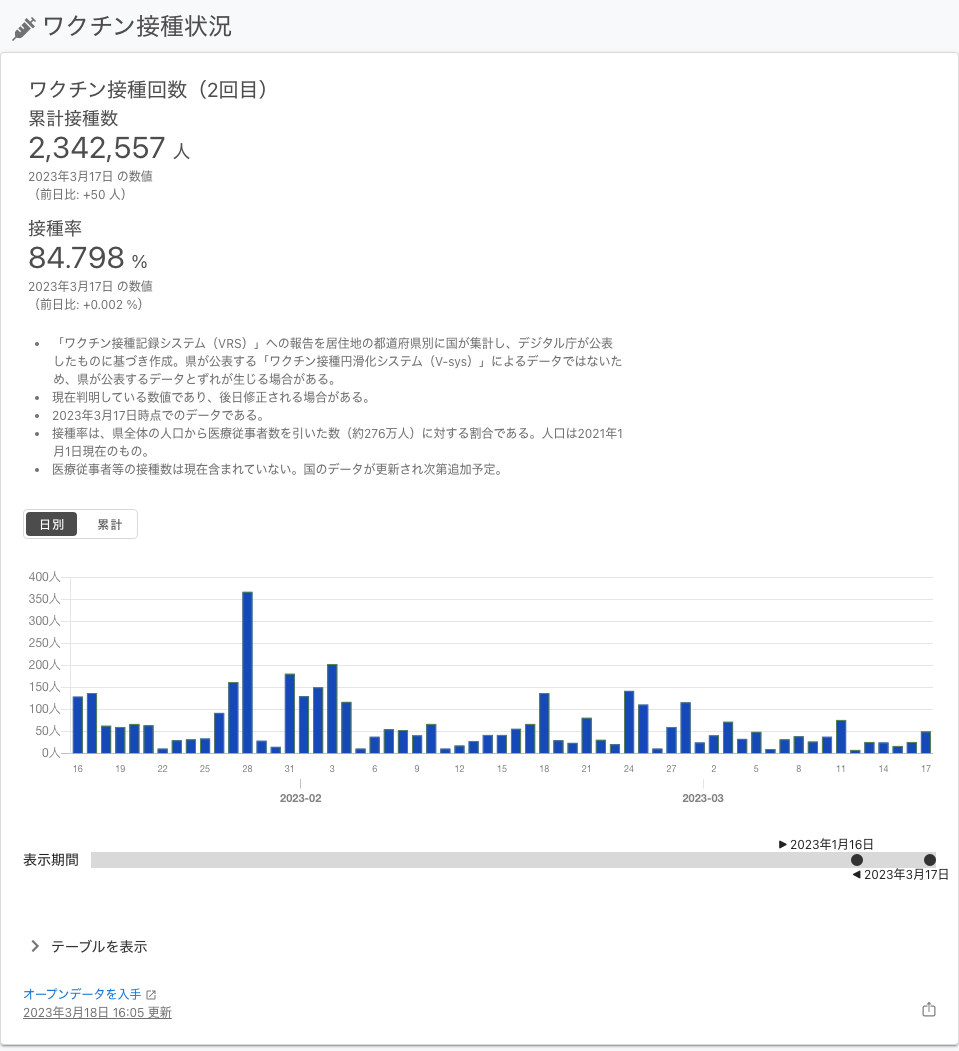 ワクチン接種状況
ワクチン接種回数（2回目）
累計接種数
2,342,557 人
2023年3月17日 の数値
（前日比: +50 人）
接種率
84.798 %
2023年3月17日 の数値
（前日比: +0.002 %）
「ワクチン接種記録システム（VRS）」への報告を居住地の都道府県別に国が集計し、デジタル庁が公表
したものに基づき作成。県が公表する「ワクチン接種円滑化システム（V-sys）」によるデータではないた
め、県が公表するデータとずれが生じる場合がある。
現在判明している数値であり、後日修正される場合がある。
2023年3月17日時点でのデータである。
接種率は、県全体の人口から医療従事者数を引いた数（約276万人）に対する割合である。人口は2021年1
月1日現在のもの。
医療従事者等の接種数は現在含まれていない。国のデータが更新され次第追加予定。
日別 累計
400人
350人
300人
250人
200人
150人
100人
50人
0人
16 19 22 25 28 31 3 6 9 12 15 18 21 24 27 2 5 8 11 14 17
2023-02 2023-03
2023年1月16日
表示期間
2023年3月17日
テーブルを表示
オープンデータを入手
2023年3月18日 16:05 更新